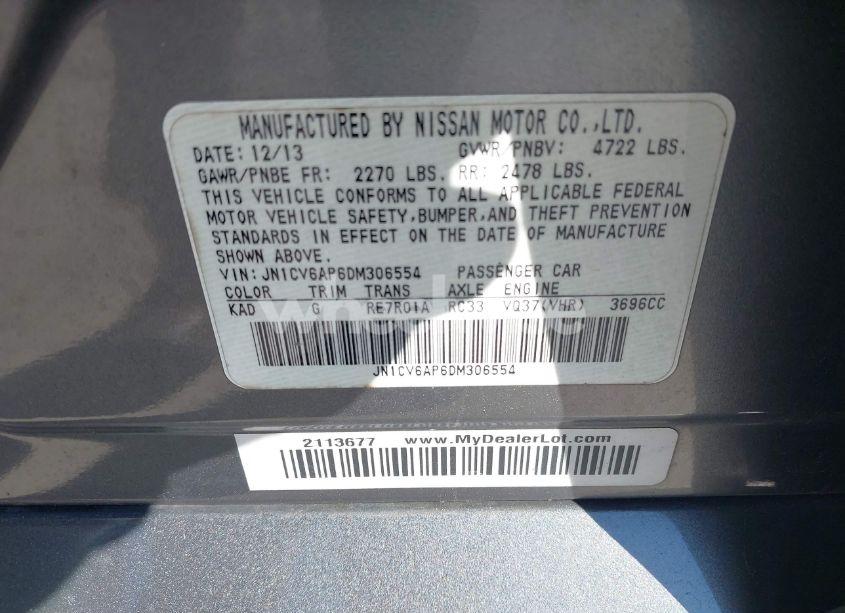 MANUFACTURED BY NISSAN MOTOR CO.,LTD.
DATE: 12/13 GVWR/PNBV: 4722 LBS.
GAWR/PNBE FR: 2270 LBS. RR: 2478 LBS.
THIS VEHICLE CONFORMS TO ALL APPLICABLE FEDERAL
MOTOR VEHICLE SAFETY,BUMPER,AND THEFT PREVENTION
STANDARDS IN EFFECT ON THE DATE OF MANUFACTURE
SHOWN ABOVE.
VIN: JN1CV6AP6DM306554 PASSENGER CAR
COLOR TRIM TRANS AXLE ENGINE
KAD G RE7R01A RC33 VQ37(VHR) 3696CC
JN1CV6AP6DM306554
2113677 www.MyDealerLot.com